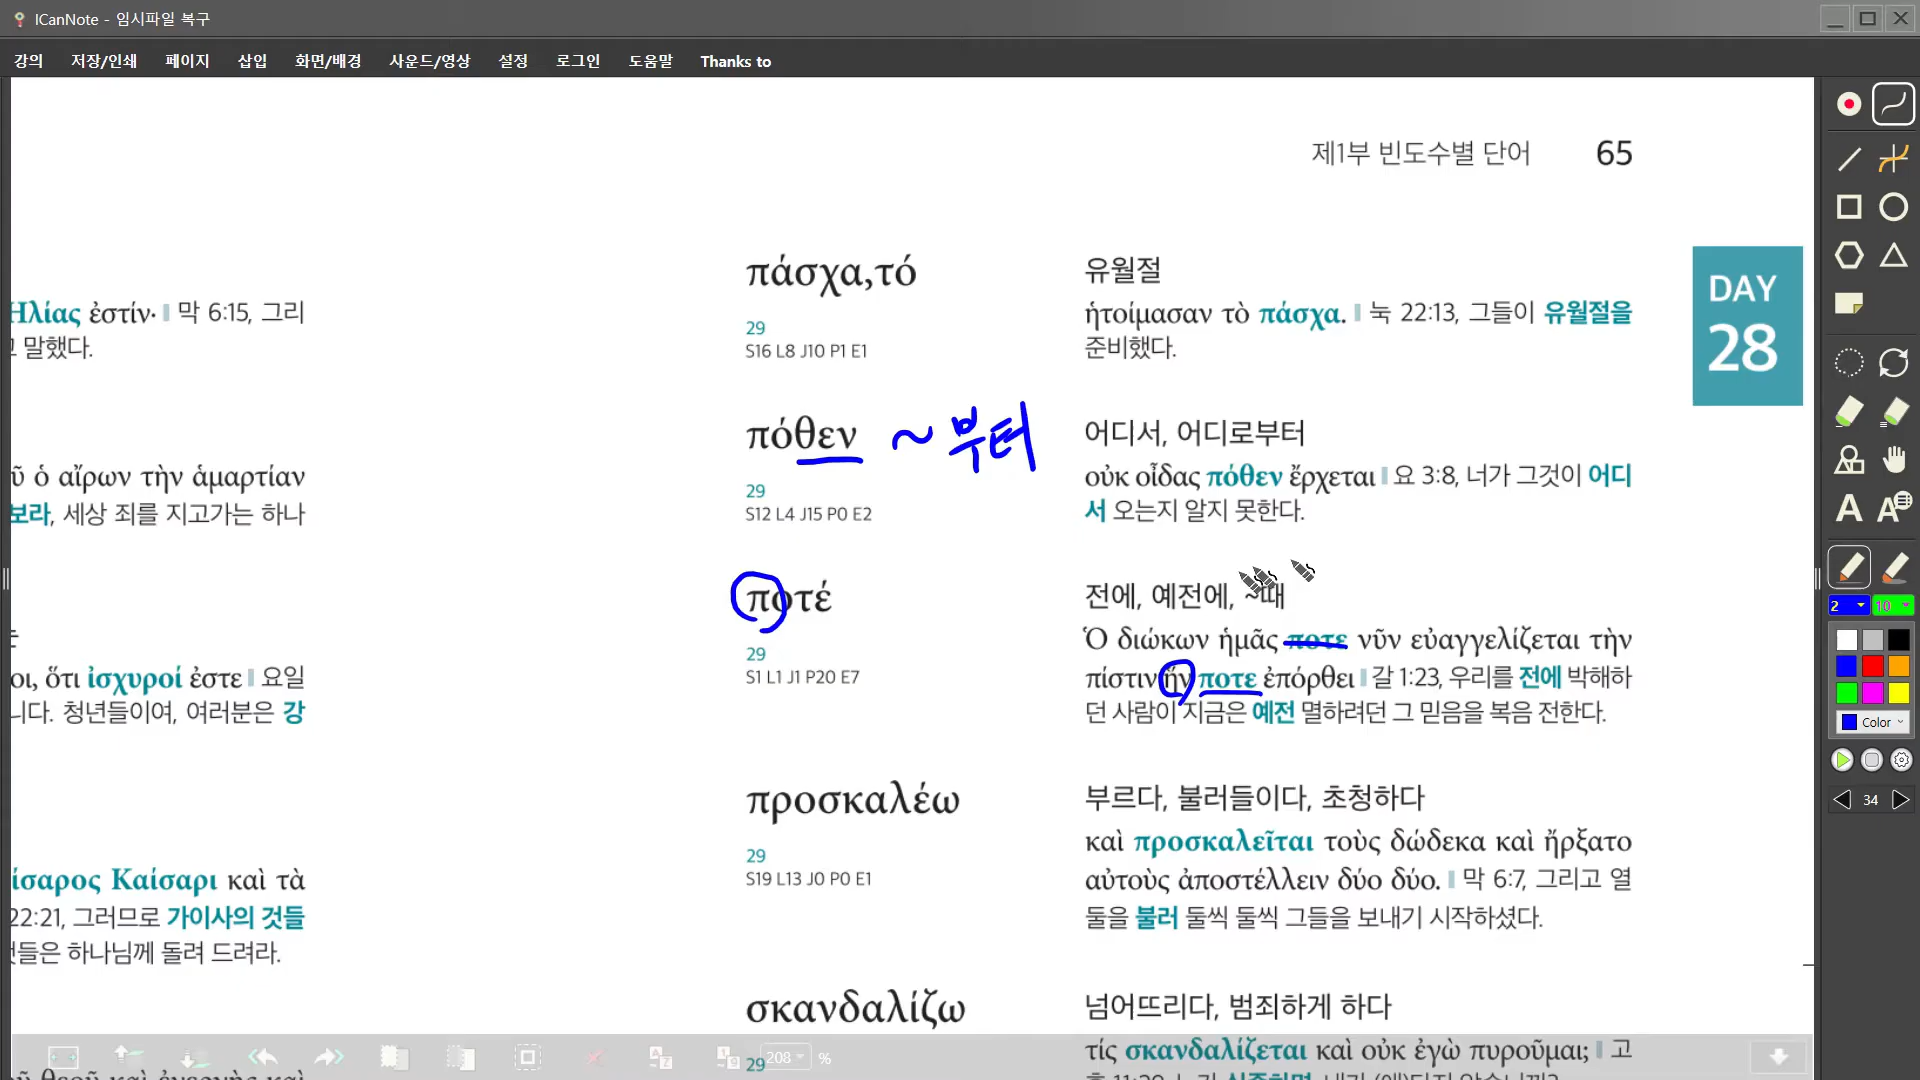 ICanNote - 임시파일 복구
강의 저장/인쇄 페이지 삽입 화면/배경 사운드/영상 설정 로그인 도움말 Thanks to
제1부 빈도수별 단어 65
DAY
28
Ἠλίας ἐστίν· 막 6:15, 그리
말했다.
ὁ αἴρων τὴν ἁμαρτίαν
보라, 세상 죄를 지고가는 하나
οι, ὅτι ἰσχυροί ἐστε 요일
니다. 청년들이여, 여러분은 강
ίσαρος Καίσαρι καὶ τὰ
22:21, 그러므로 가이사의 것들
것들은 하나님께 돌려 드려라.
πάσχα,τό
29
S16 L8 J10 P1 E1
유월절
ἡτοίμασαν τὸ πάσχα. 눅 22:13, 그들이 유월절을
준비했다.
πόθεν ~부터
29
S12 L4 J15 P0 E2
어디서, 어디로부터
οὐκ οἶδας πόθεν ἔρχεται 요 3:8, 너가 그것이 어디
서 오는지 알지 못한다.
ποτέ
29
S1 L1 J1 P20 E7
전에, 예전에, ~때
Ὁ διώκων ἡμᾶς ποτε νῦν εὐαγγελίζεται τὴν
πίστιν ἥν ποτε ἐπόρθει 갈 1:23, 우리를 전에 박해하
던 사람이 지금은 예전 멸하려던 그 믿음을 복음 전한다.
προσκαλέω
29
S19 L13 J0 P0 E1
부르다, 불러들이다, 초청하다
καὶ προσκαλεῖται τοὺς δώδεκα καὶ ἤρξατο
αὐτοὺς ἀποστέλλειν δύο δύο. 막 6:7, 그리고 열
둘을 불러 둘씩 둘씩 그들을 보내기 시작하셨다.
σκανδαλίζω
29
넘어뜨리다, 범죄하게 하다
τίς σκανδαλίζεται καὶ οὐκ ἐγὼ πυροῦμαι; 고
208 %
2 10
Color
34